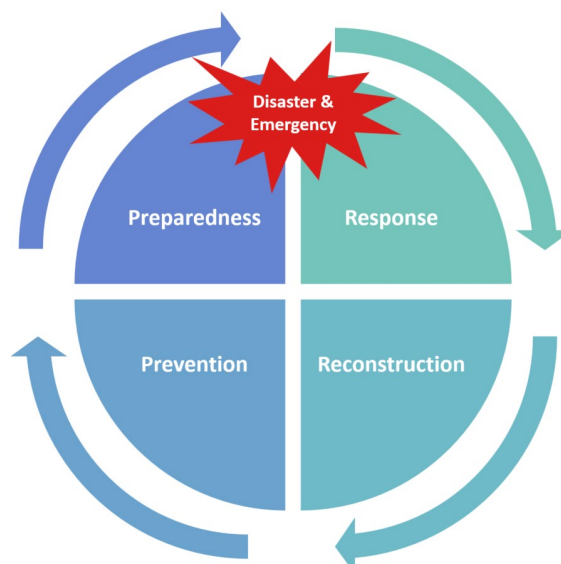 Disaster &
Emergency
Preparedness
Response
Prevention
Reconstruction